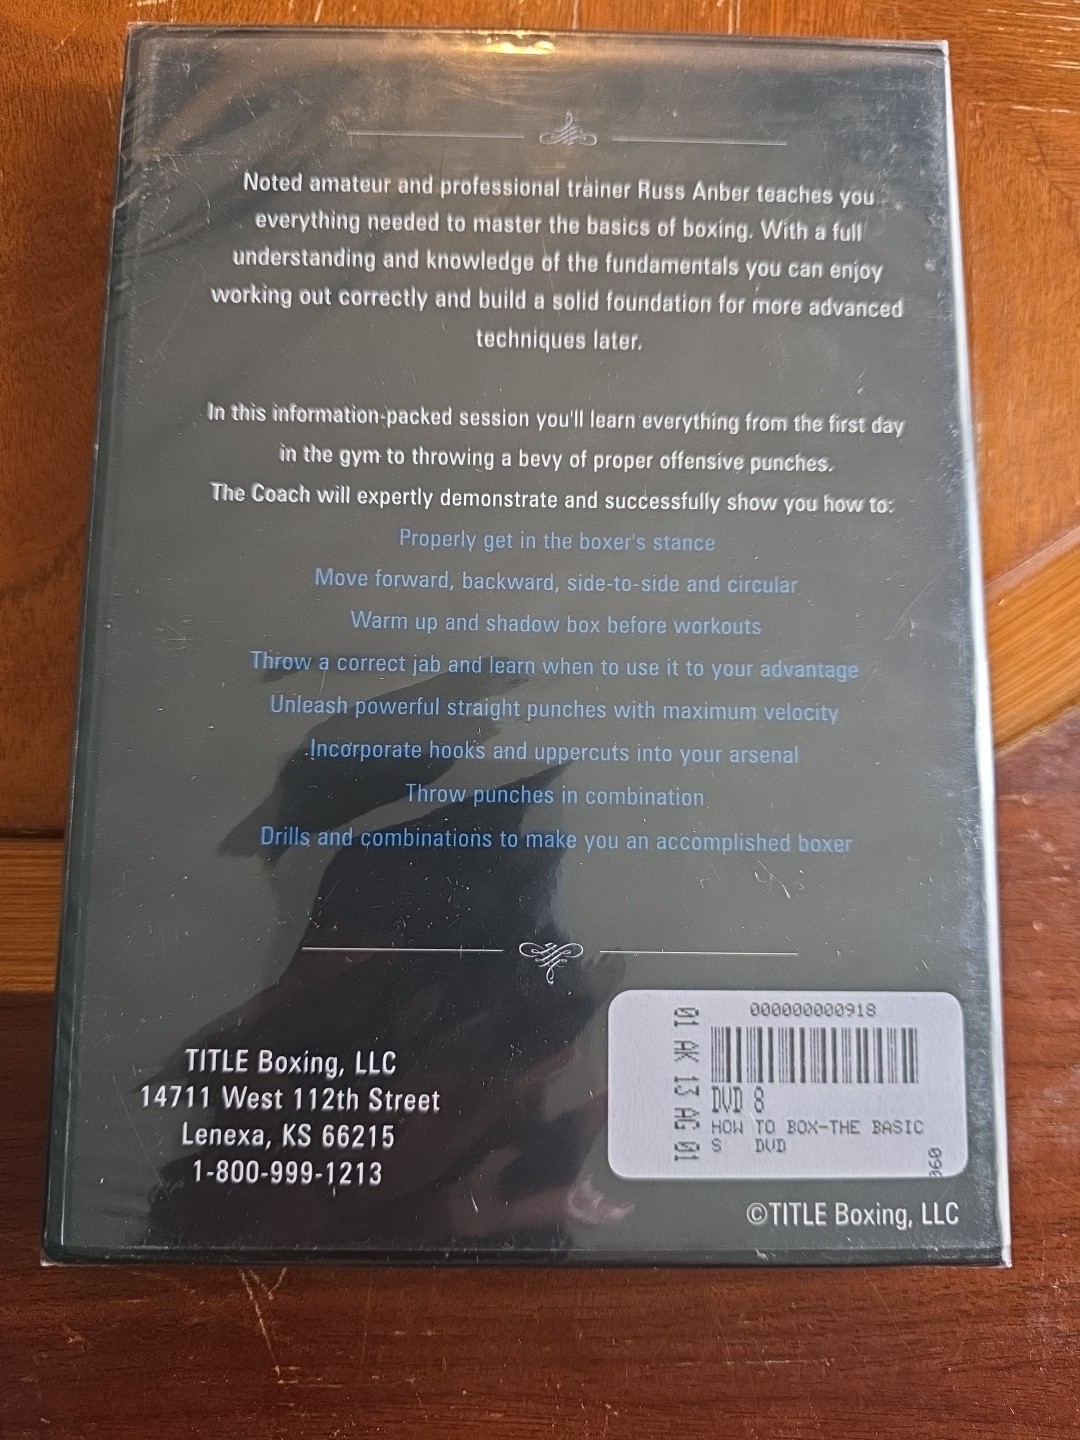 Noted amateur and professional trainer Russ Anber teaches you
everything needed to master the basics of boxing. With a full
understanding and knowledge of the fundamentals you can enjoy
working out correctly and build a solid foundation for more advanced
techniques later.
In this information-packed session you'll learn everything from the first day
in the gym to throwing a bevy of proper offensive punches.
The Coach will expertly demonstrate and successfully show you how to:
Properly get in the boxer's stance
Move forward, backward, side-to-side and circular
Warm up and shadow box before workouts
Throw a correct jab and learn when to use it to your advantage
Unleash powerful straight punches with maximum velocity
Incorporate hooks and uppercuts into your arsenal
Throw punches in combination
Drills and combinations to make you an accomplished boxer
TITLE Boxing, LLC
14711 West 112th Street
Lenexa, KS 66215
1-800-999-1213
000000000918
01 AK 13 AG 01
DVD 8
HOW TO BOX-THE BASIC
S DVD
060
©TITLE Boxing, LLC